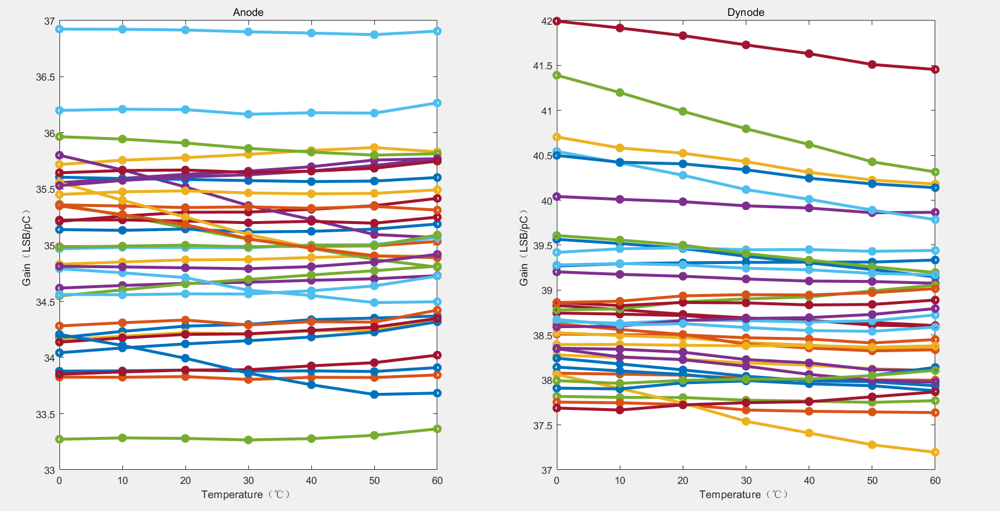 Anode
37
36.5
36
35.5
35
34.5
34
33.5
33
0 10 20 30 40 50 60
Gain（LSB/pC）
Temperature（℃）
Dynode
42
41.5
41
40.5
40
39.5
39
38.5
38
37.5
37
0 10 20 30 40 50 60
Gain（LSB/pC）
Temperature（℃）